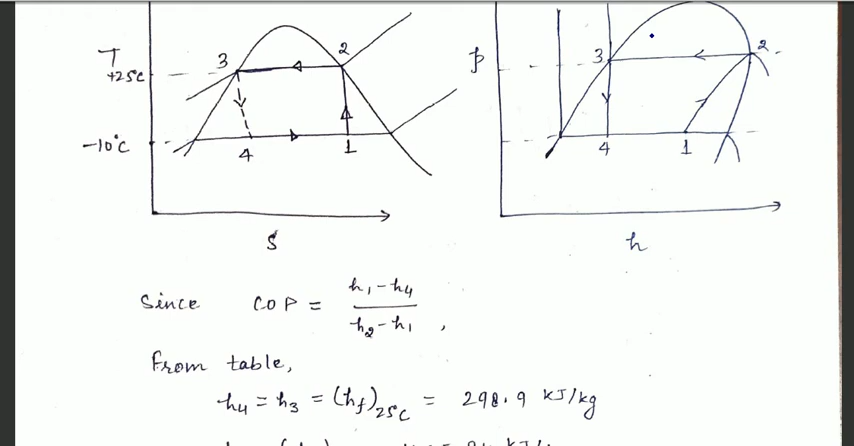 T
+25°C
-10°C
3
2
4
1
S
p
3
2
4
1
h
Since COP = h₁-h₄ / h₂-h₁ ,
From table,
h₄ = h₃ = (hf)₂₅°C = 298.9 kJ/kg